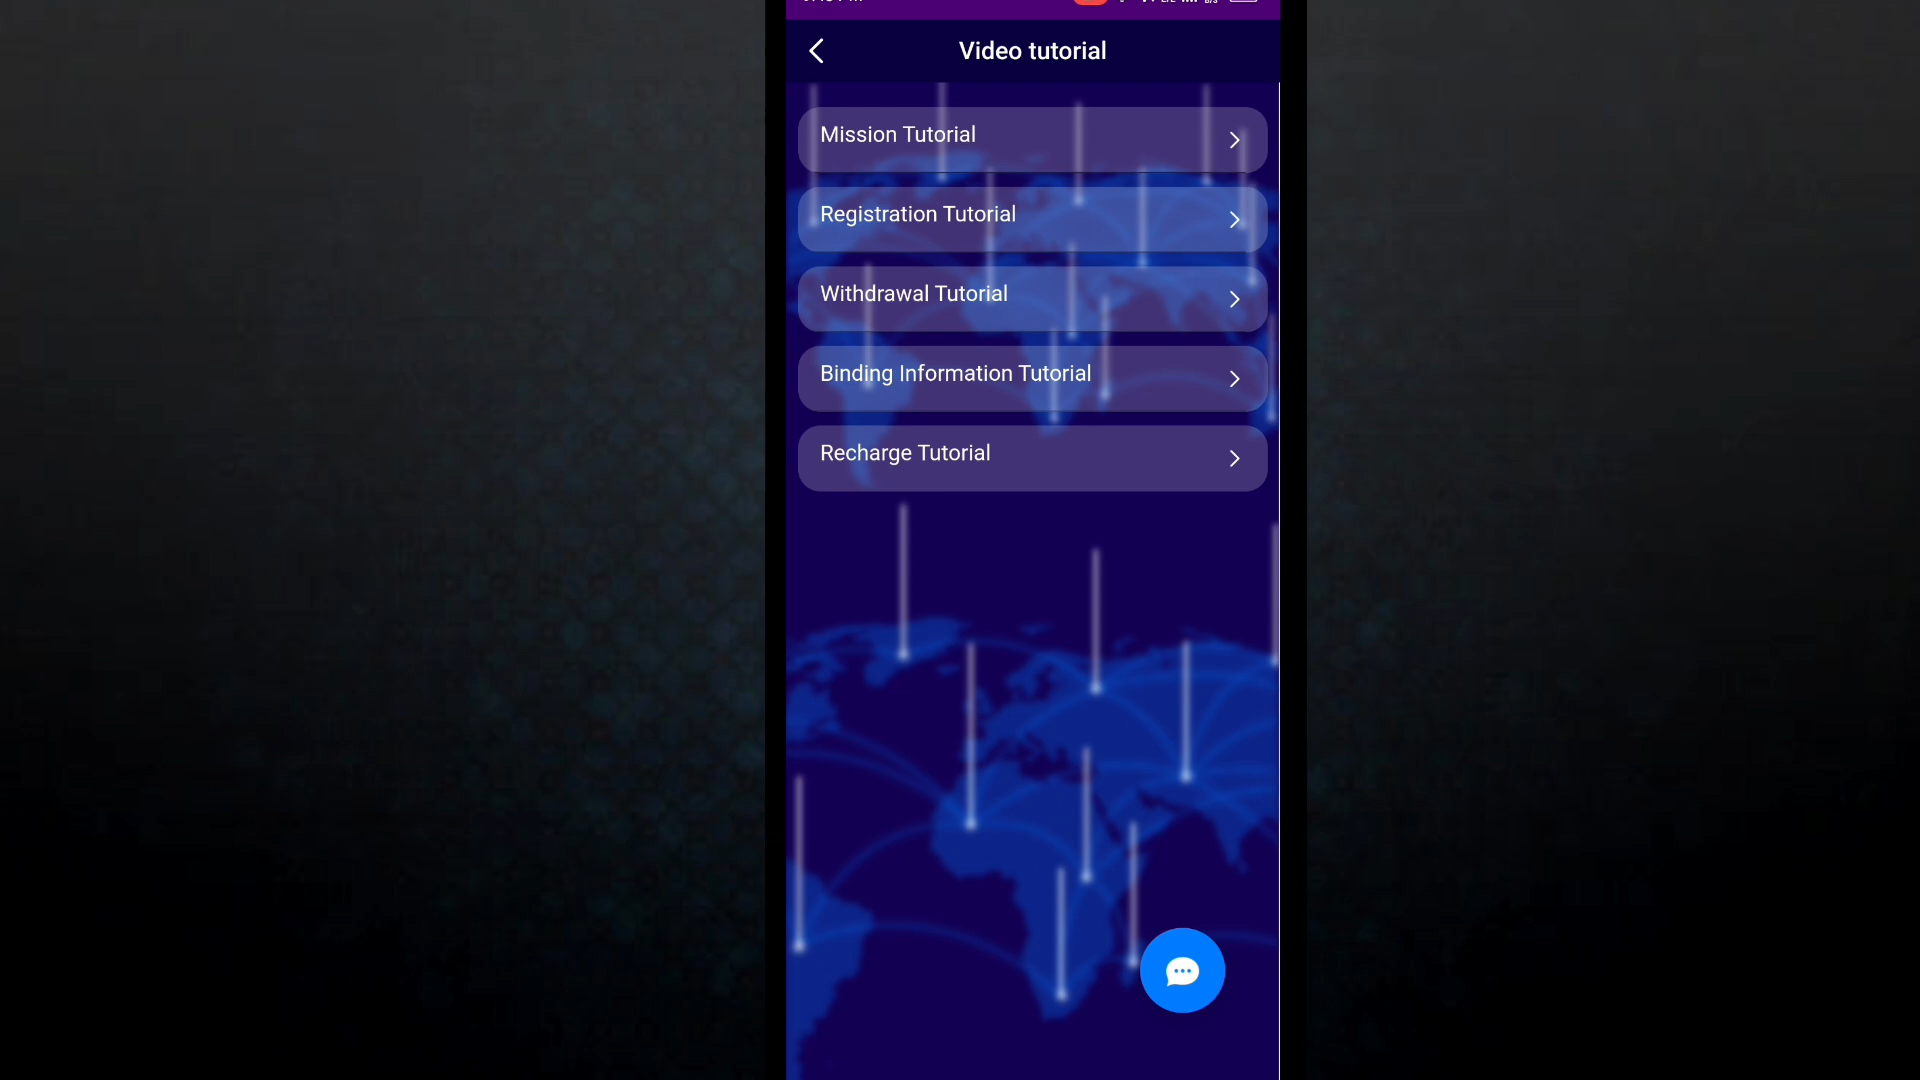 Video tutorial
Mission Tutorial
Registration Tutorial
Withdrawal Tutorial
Binding Information Tutorial
Recharge Tutorial